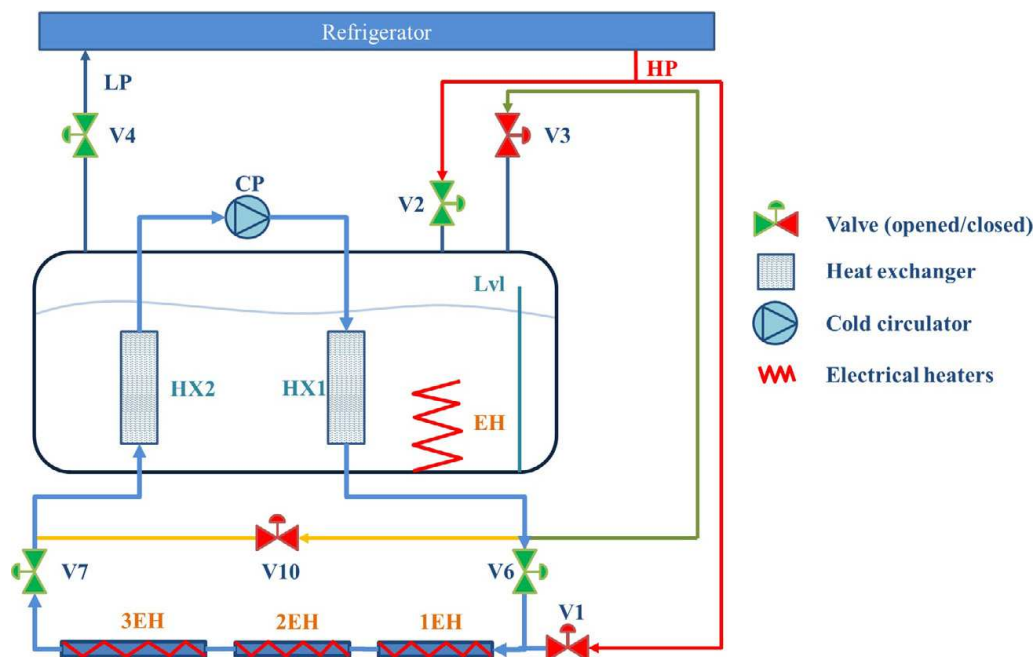 Refrigerator
LP
HP
V4
V3
CP
V2
Lvl
HX2
HX1
EH
V7
V10
V6
V1
3EH
2EH
1EH
Valve (opened/closed)
Heat exchanger
Cold circulator
Electrical heaters